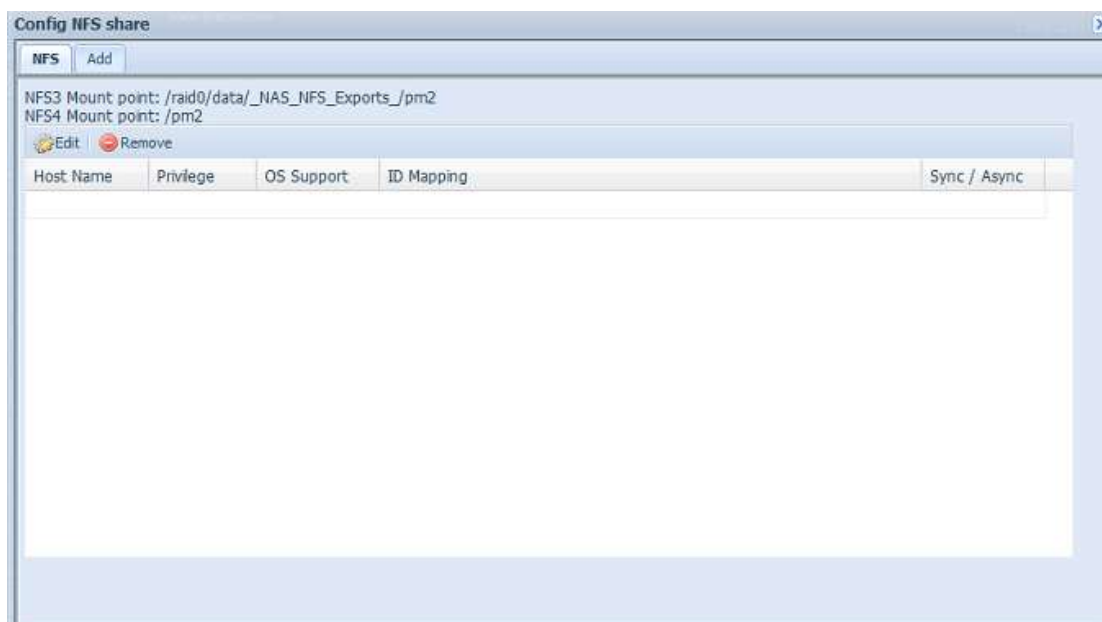 Config NFS share
NFS Add
NFS3 Mount point: /raid0/data/_NAS_NFS_Exports_/pm2
NFS4 Mount point: /pm2
Edit Remove
Host Name Privilege OS Support ID Mapping Sync / Async